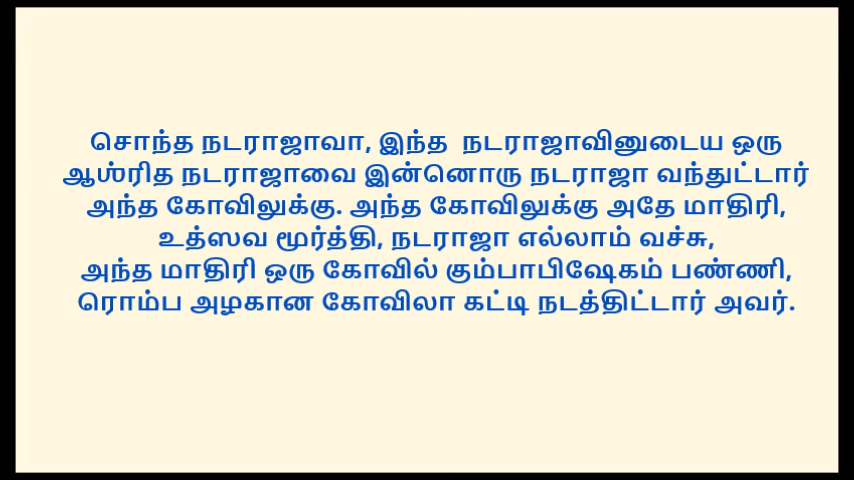 சொந்த நடராஜாவா, இந்த  நடராஜாவினுடைய ஒரு
ஆஶ்ரித நடராஜாவை இன்னொரு நடராஜா வந்துட்டார்
அந்த கோவிலுக்கு. அந்த கோவிலுக்கு அதே மாதிரி,
உத்ஸவ மூர்த்தி, நடராஜா எல்லாம் வச்சு,
அந்த மாதிரி ஒரு கோவில் கும்பாபிஷேகம் பண்ணி,
ரொம்ப அழகான கோவிலா கட்டி நடத்திட்டார் அவர்.